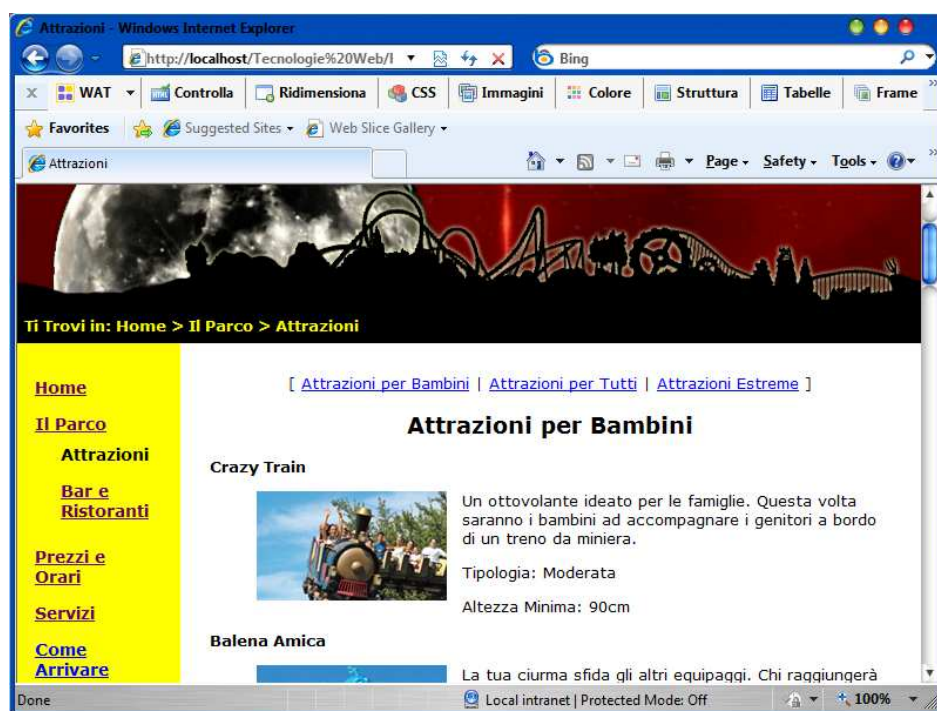 Attrazioni - Windows Internet Explorer
http://localhost/Tecnologie%20Web/
Bing
x WAT Controlla Ridimensiona CSS Immagini Colore Struttura Tabelle Frame »
Favorites Suggested Sites Web Slice Gallery
Attrazioni
Page Safety Tools »
Ti Trovi in: Home > Il Parco > Attrazioni
Home
Il Parco
Attrazioni
Bar e
Ristoranti
Prezzi e
Orari
Servizi
Come
Arrivare
[ Attrazioni per Bambini | Attrazioni per Tutti | Attrazioni Estreme ]
Attrazioni per Bambini
Crazy Train
Un ottovolante ideato per le famiglie. Questa volta
saranno i bambini ad accompagnare i genitori a bordo
di un treno da miniera.
Tipologia: Moderata
Altezza Minima: 90cm
Balena Amica
La tua ciurma sfida gli altri equipaggi. Chi raggiungerà
Done
Local intranet | Protected Mode: Off
100%